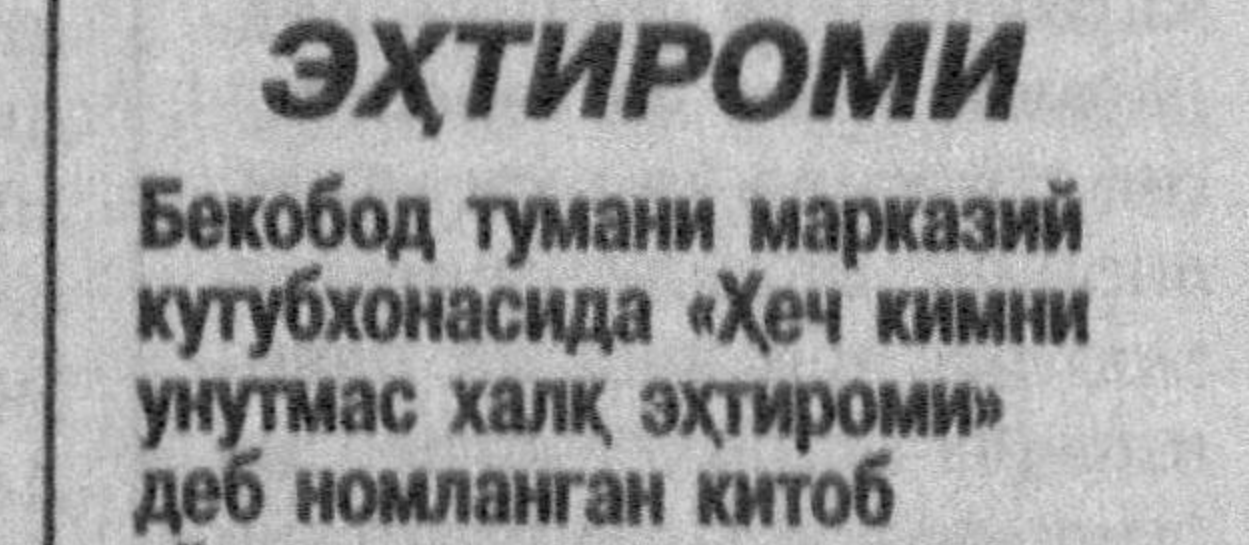 ЭҲТИРОМИ
Бекобод тумани марказий
кутубхонасида «Ҳеч кимни
унутмас халқ эҳтироми»
деб номланган китоб